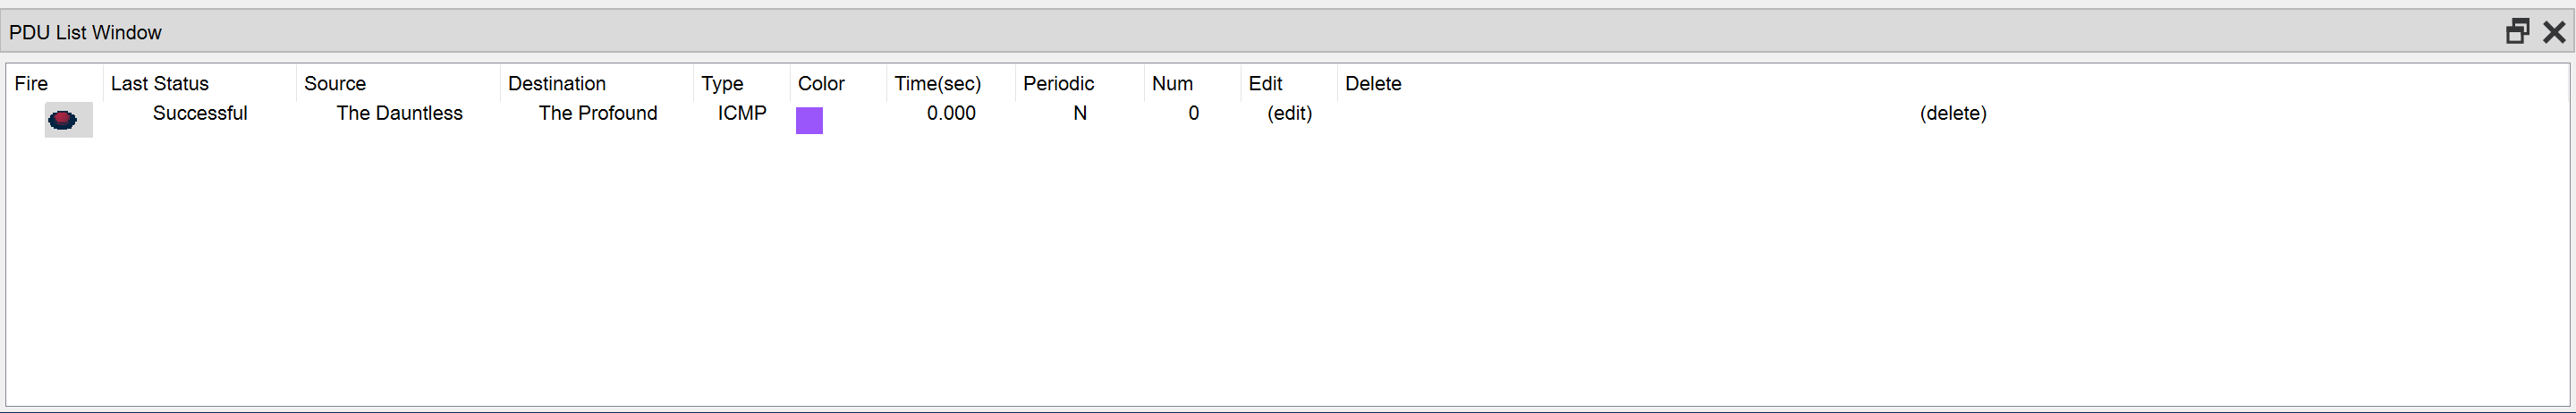 PDU List Window
Fire Last Status Source Destination Type Color Time(sec) Periodic Num Edit Delete
Successful The Dauntless The Profound ICMP 0.000 N 0 (edit) (delete)